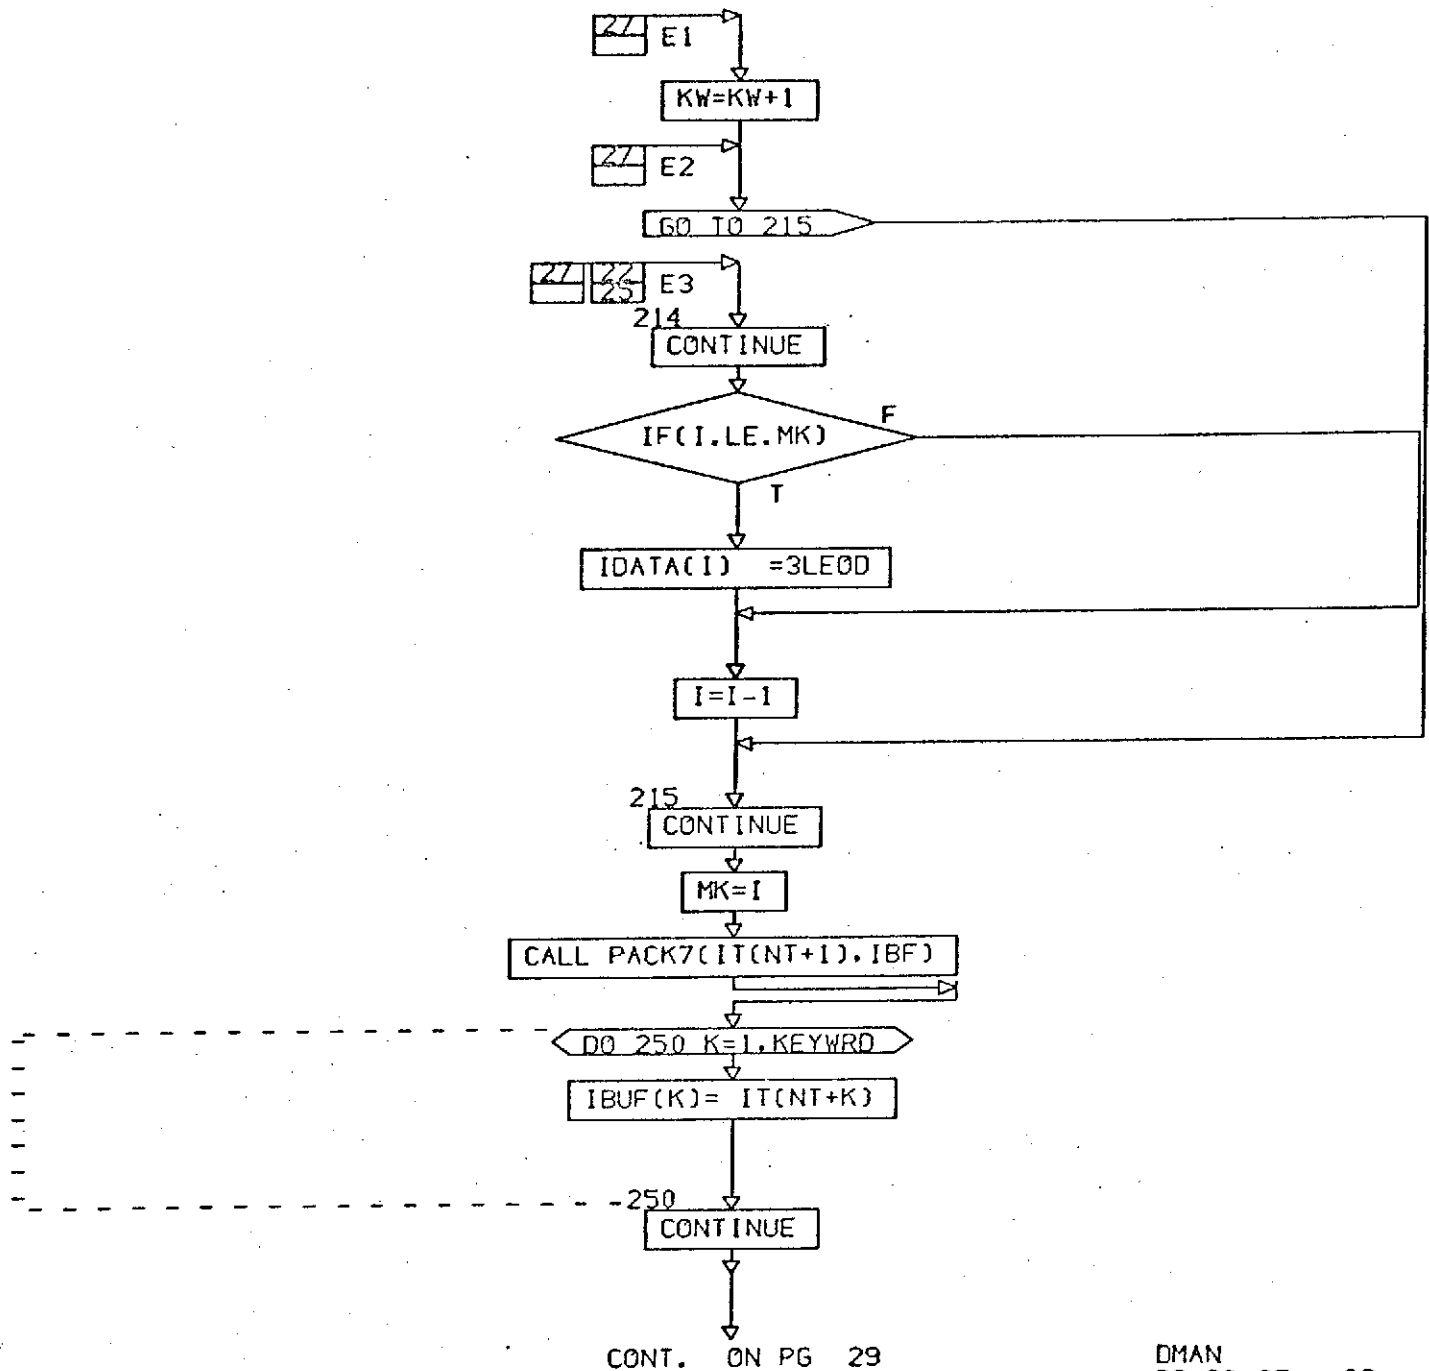 27 E1
KW=KW+1
27 E2
GO TO 215
27 22 E3
25
214
CONTINUE
F
IF(I.LE.MK)
T
IDATA(I) =3LEOD
I=I-1
215
CONTINUE
MK=I
CALL PACK7(IT(NT+1).IBF)
DO 250 K=1.KEYWRD
IBUF(K)= IT(NT+K)
250
CONTINUE
CONT. ON PG 29
DMAN